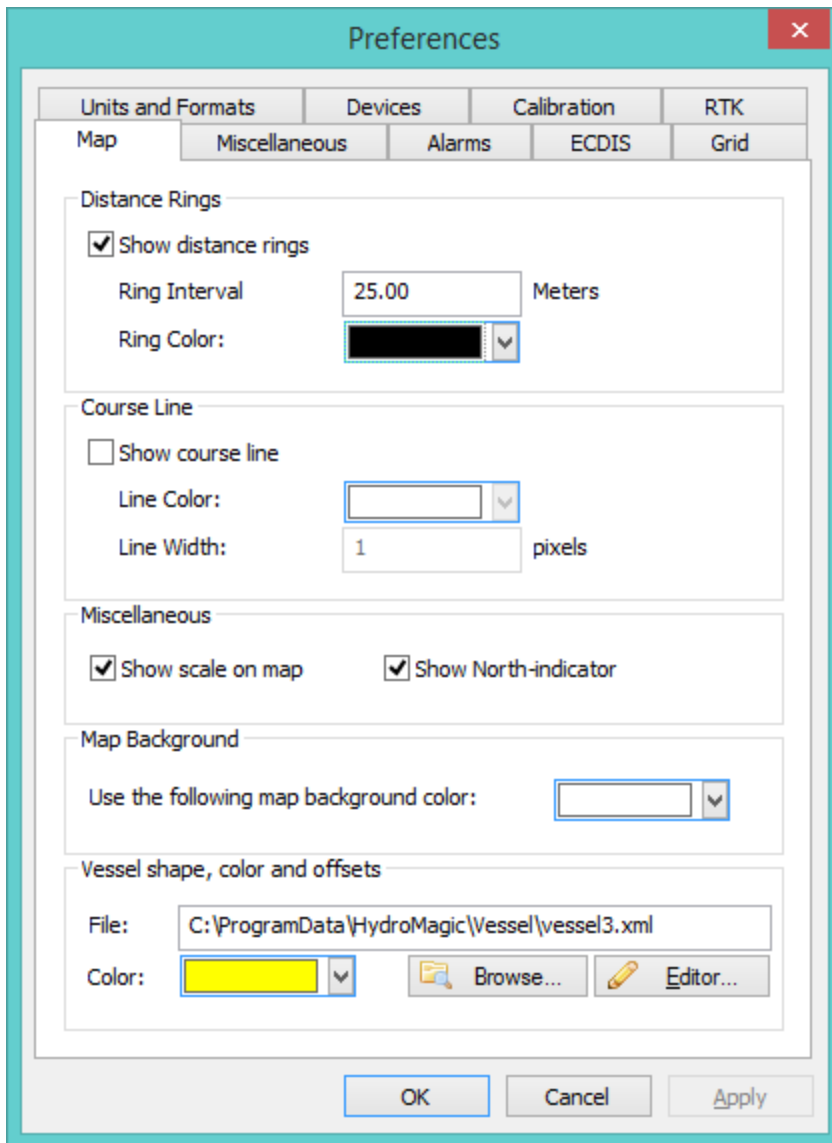 Preferences
Units and Formats Devices Calibration RTK
Map Miscellaneous Alarms ECDIS Grid
Distance Rings
Show distance rings
Ring Interval 25.00 Meters
Ring Color:
Course Line
Show course line
Line Color:
Line Width: 1 pixels
Miscellaneous
Show scale on map Show North-indicator
Map Background
Use the following map background color:
Vessel shape, color and offsets
File: C:\ProgramData\HydroMagic\Vessel\vessel3.xml
Color: Browse... Editor...
OK Cancel Apply